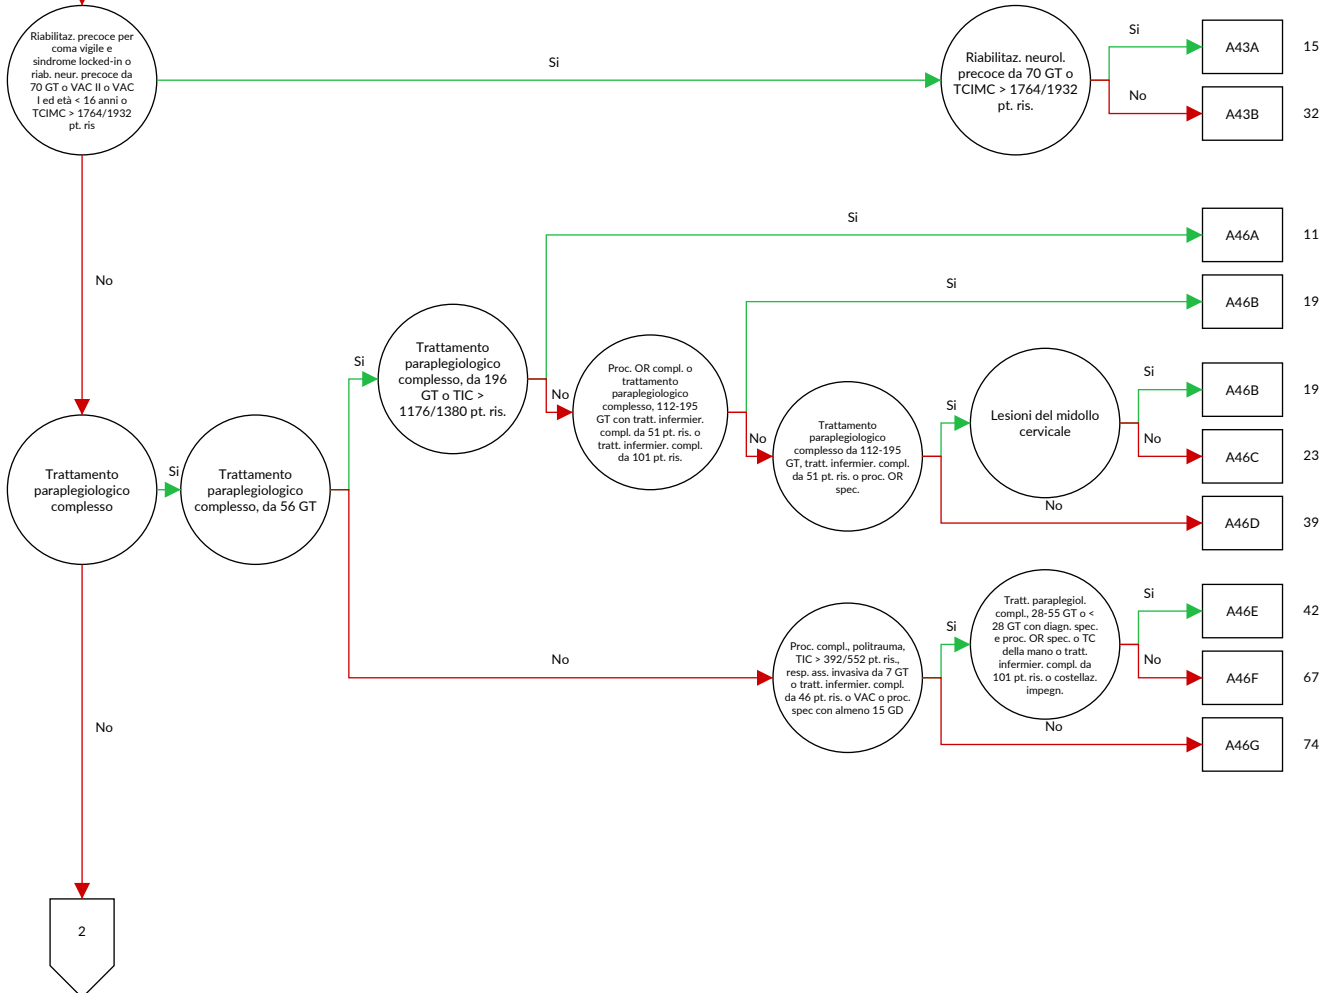 Riabilitaz. precoce per
coma vigile e
sindrome locked-in o
riab. neur. precoce da
70 GT o VAC II o VAC
I ed età < 16 anni o
TCIMC > 1764/1932
pt. ris
Si
Riabilitaz. neurol.
precoce da 70 GT o
TCIMC > 1764/1932
pt. ris.
Si
A43A
15
No
A43B
32
No
Si
A46A
11
Si
A46B
19
Si
Trattamento
paraplegiologico
complesso, da 196
GT o TIC >
1176/1380 pt. ris.
No
Proc. OR compl. o
trattamento
paraplegiologico
complesso, 112-195
GT con tratt. infermier.
compl. da 51 pt. ris. o
tratt. infermier. compl.
da 101 pt. ris.
No
Trattamento
paraplegiologico
complesso da 112-195
GT, tratt. infermier. compl.
da 51 pt. ris. o proc. OR
spec.
Si
Lesioni del midollo
cervicale
Si
A46B
19
No
A46C
23
No
A46D
39
Trattamento
paraplegiologico
complesso
Si
Trattamento
paraplegiologico
complesso, da 56 GT
No
Proc. compl., politrauma,
TIC > 392/552 pt. ris.,
resp. ass. invasiva da 7 GT
o tratt. infermier. compl.
da 46 pt. ris. o VAC o proc.
spec con almeno 15 GD
Si
Tratt. paraplegiol.
compl., 28-55 GT o <
28 GT con diagn. spec.
e proc. OR spec. o TC
della mano o tratt.
infermier. compl. da
101 pt. ris. o costellaz.
impegn.
Si
A46E
42
No
A46F
67
No
A46G
74
No
2